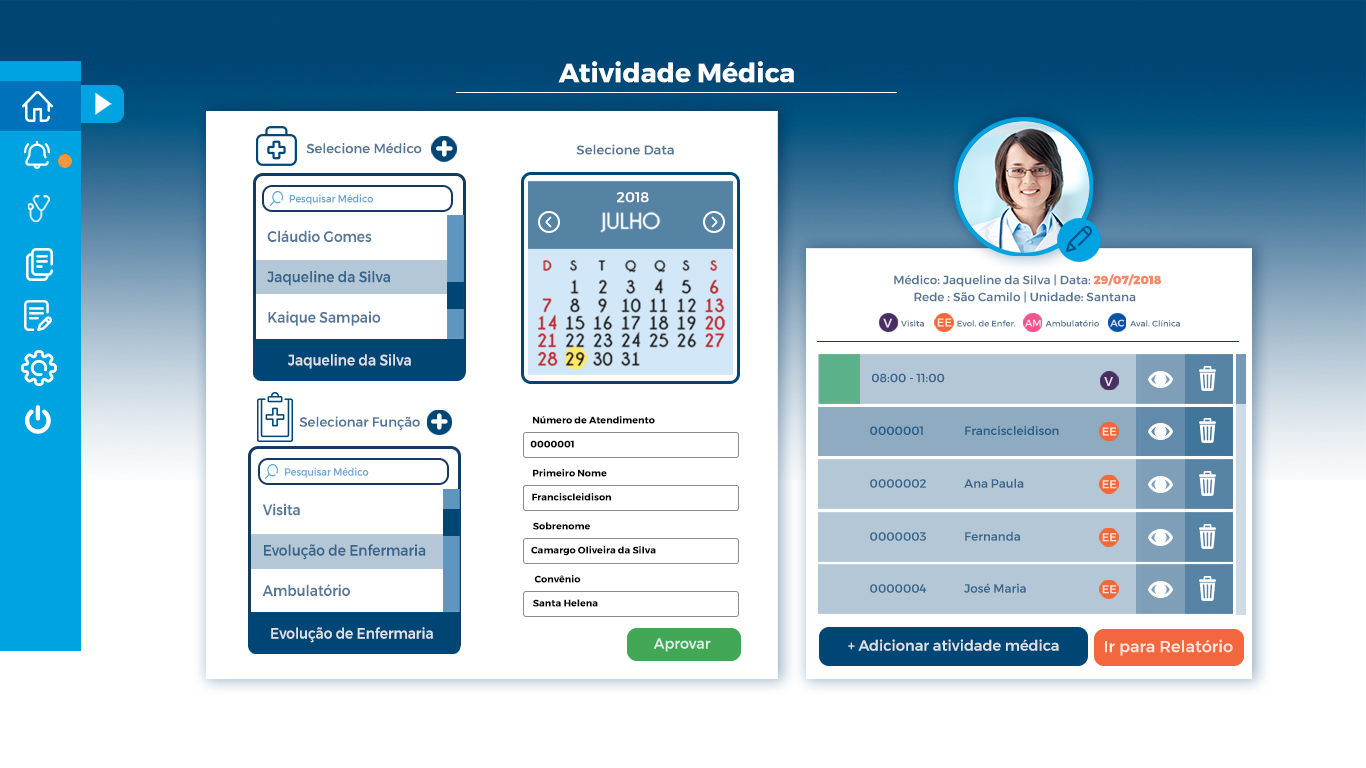 Atividade Médica
Selecione Médico
Pesquisar Médico
Cláudio Gomes
Jaqueline da Silva
Kaique Sampaio
Jaqueline da Silva
Selecionar Função
Pesquisar Médico
Visita
Evolução de Enfermaria
Ambulatório
Evolução de Enfermaria
Selecione Data
2018
JULHO
D S T Q Q S S
1 2 3 4 5 6
7 8 9 10 11 12 13
14 15 16 17 18 19 20
21 22 23 24 25 26 27
28 29 30 31
Número de Atendimento
0000001
Primeiro Nome
Franciscleidison
Sobrenome
Camargo Oliveira da Silva
Convênio
Santa Helena
Aprovar
Médico: Jaqueline da Silva | Data: 29/07/2018
Rede : São Camilo | Unidade: Santana
V Visita EE Evol. de Enfer. AM Ambulatório AC Aval. Clínica
08:00 - 11:00 V
0000001 Franciscleidison EE
0000002 Ana Paula EE
0000003 Fernanda EE
0000004 José Maria EE
+ Adicionar atividade médica
Ir para Relatório